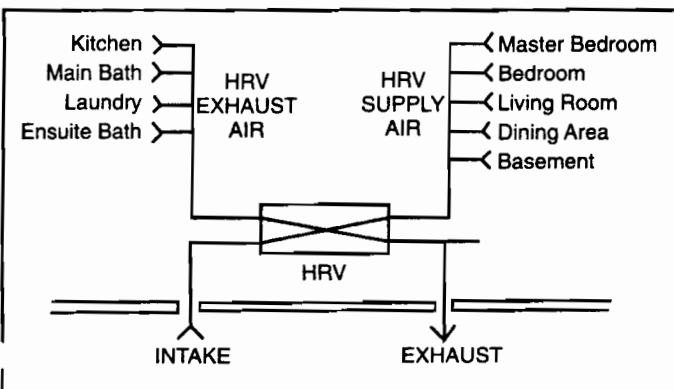 Kitchen
Main Bath
Laundry
Ensuite Bath
HRV
EXHAUST
AIR
HRV
SUPPLY
AIR
Master Bedroom
Bedroom
Living Room
Dining Area
Basement
HRV
INTAKE
EXHAUST